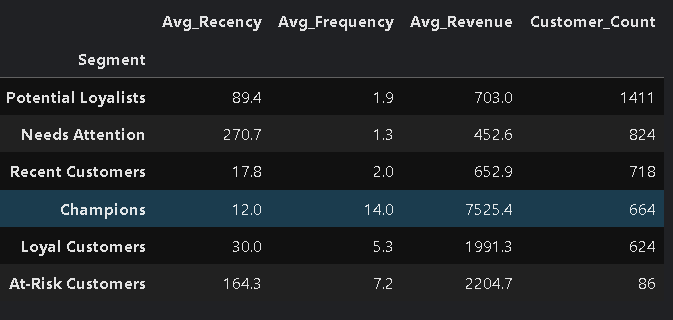 Avg_Recency Avg_Frequency Avg_Revenue Customer_Count
Segment
Potential Loyalists 89.4 1.9 703.0 1411
Needs Attention 270.7 1.3 452.6 824
Recent Customers 17.8 2.0 652.9 718
Champions 12.0 14.0 7525.4 664
Loyal Customers 30.0 5.3 1991.3 624
At-Risk Customers 164.3 7.2 2204.7 86